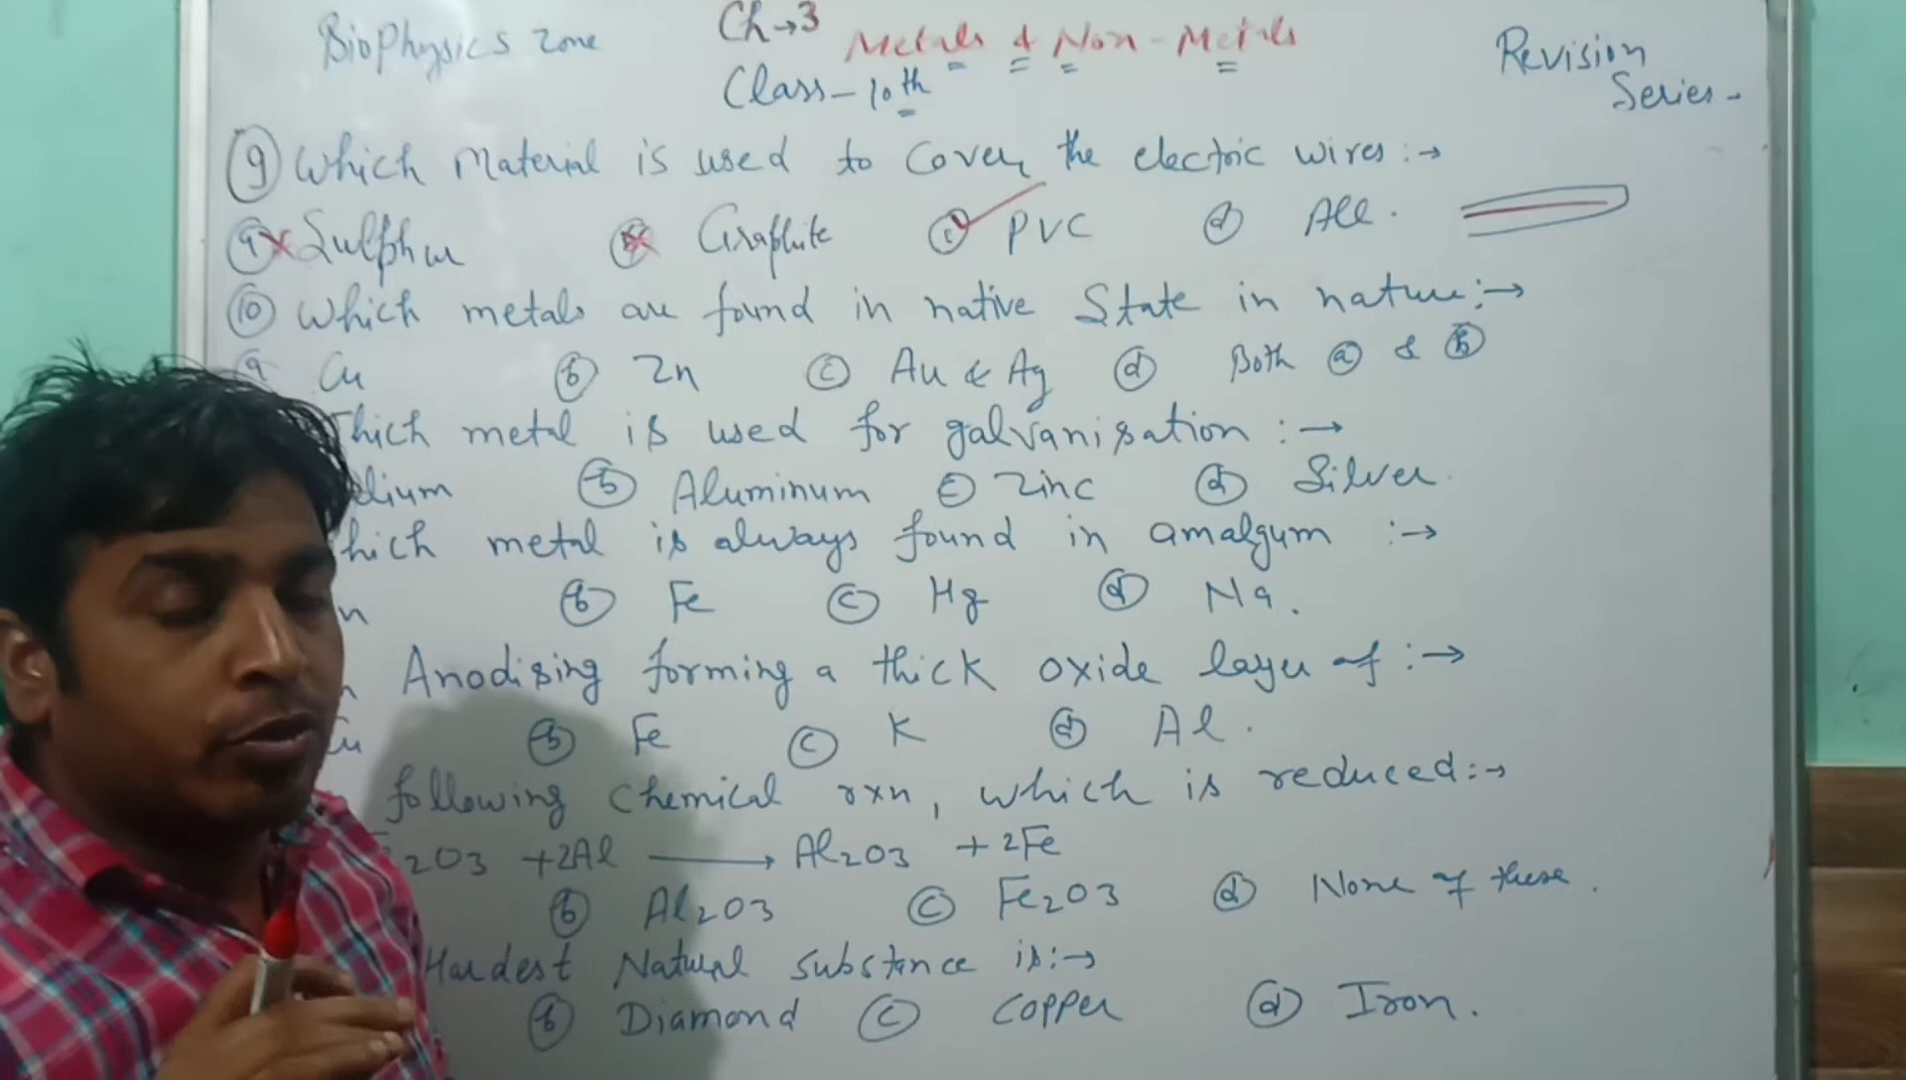 BioPhysics Zone Ch→3 Metals & Non-Metals Revision
Class-10th Series-
9 Which Material is used to Cover the electric wires:→
a Sulphur b Graphite c PVC d All.
10 Which metals are found in native State in nature:→
a Cu b Zn c Au & Ag d Both a & b
hich metal is used for galvanisation:→
dium b Aluminum c Zinc d Silver.
hich metal is always found in amalgum:→
n b Fe c Hg d Na.
Anodising forming a thick oxide layer of:→
u b Fe c K d Al.
following chemical rxn, which is reduced:→
2O3 +2Al ⟶ Al2O3 +2Fe
b Al2O3 c Fe2O3 d None of these.
Hardest Natural substance is:→
b Diamond c Copper d Iron.